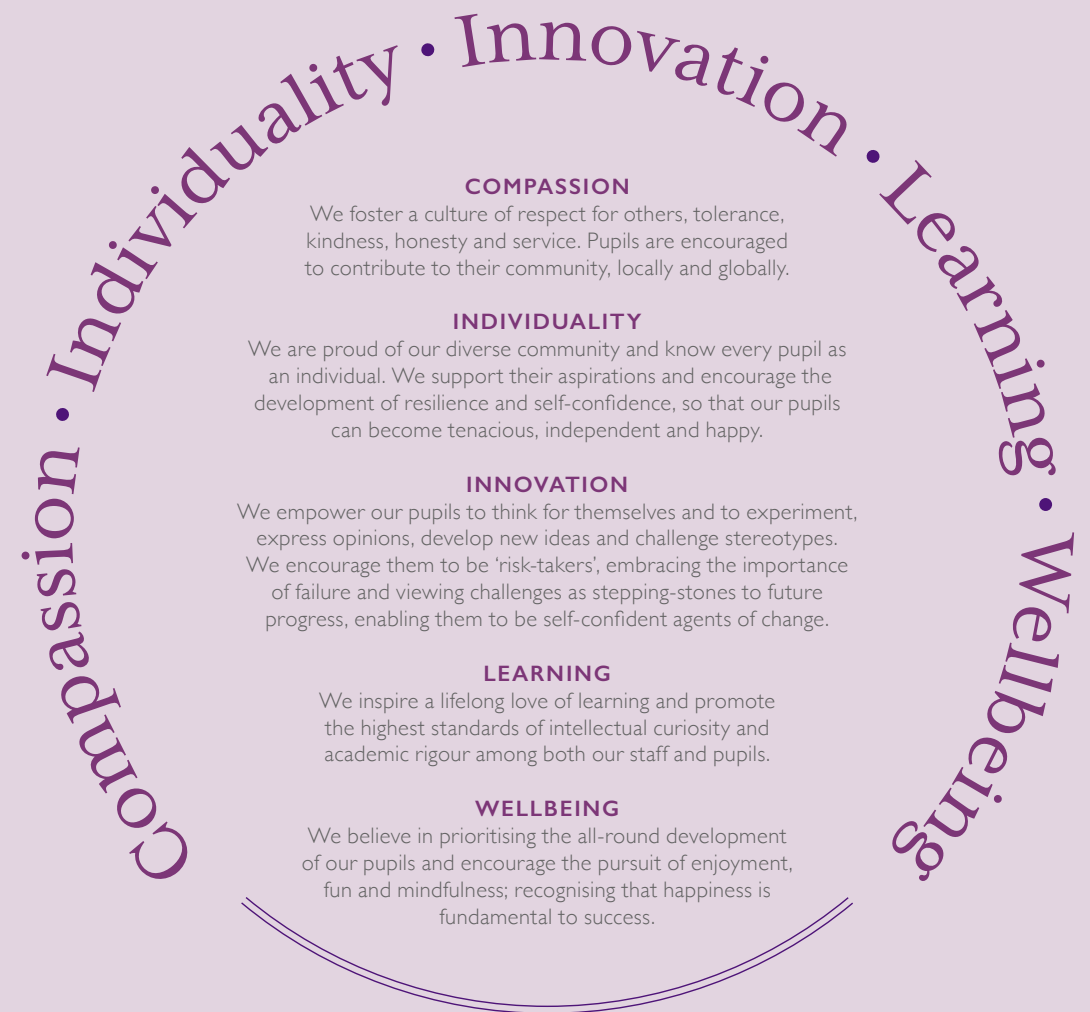 Compassion • Individuality • Innovation • Learning • Wellbeing
COMPASSION
We foster a culture of respect for others, tolerance,
kindness, honesty and service. Pupils are encouraged
to contribute to their community, locally and globally.
INDIVIDUALITY
We are proud of our diverse community and know every pupil as
an individual. We support their aspirations and encourage the
development of resilience and self-confidence, so that our pupils
can become tenacious, independent and happy.
INNOVATION
We empower our pupils to think for themselves and to experiment,
express opinions, develop new ideas and challenge stereotypes.
We encourage them to be ‘risk-takers’, embracing the importance
of failure and viewing challenges as stepping-stones to future
progress, enabling them to be self-confident agents of change.
LEARNING
We inspire a lifelong love of learning and promote
the highest standards of intellectual curiosity and
academic rigour among both our staff and pupils.
WELLBEING
We believe in prioritising the all-round development
of our pupils and encourage the pursuit of enjoyment,
fun and mindfulness; recognising that happiness is
fundamental to success.